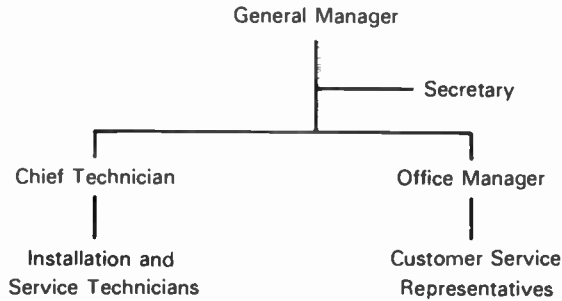 General Manager
Secretary
Chief Technician
Office Manager
Installation and
Service Technicians
Customer Service
Representatives